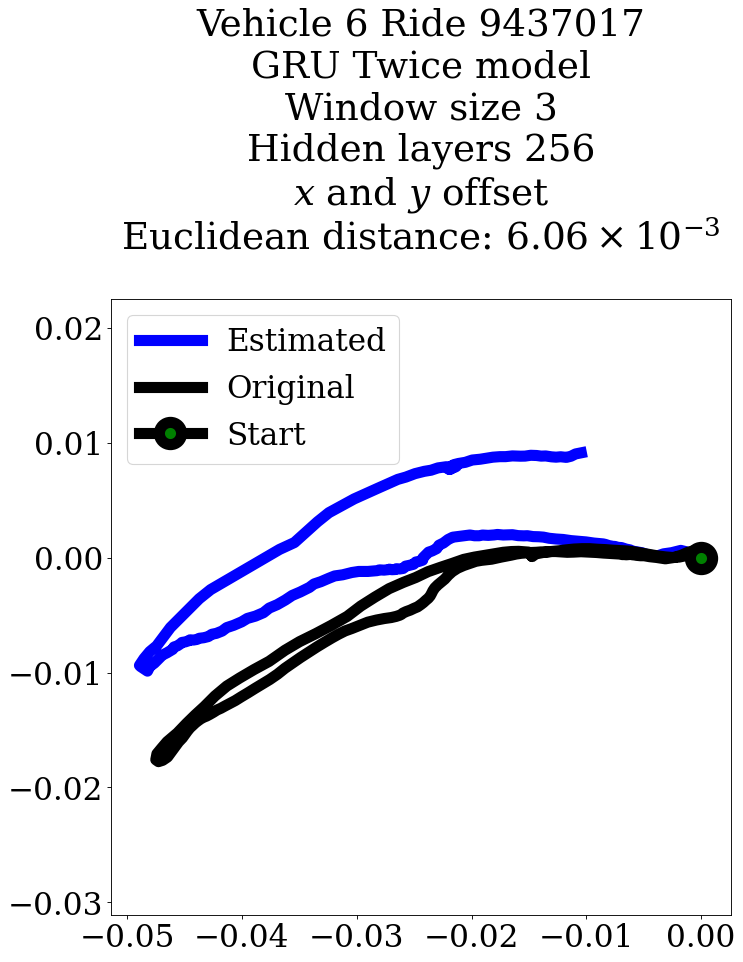 Vehicle 6 Ride 9437017
GRU Twice model
Window size 3
Hidden layers 256
x and y offset
Euclidean distance: 6.06 × 10⁻³
Estimated
Original
Start
0.02
0.01
0.00
−0.01
−0.02
−0.03
−0.05 −0.04 −0.03 −0.02 −0.01 0.00